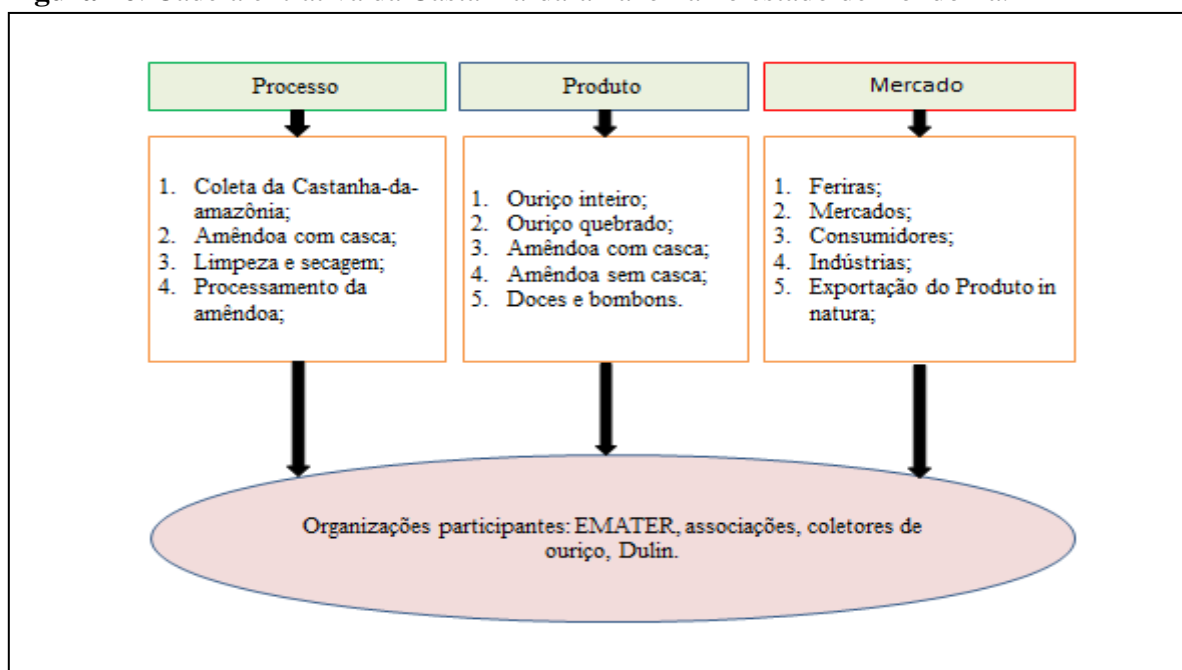 Processo
Produto
Mercado
1. Coleta da Castanha-da-
amazônia;
2. Amêndoa com casca;
3. Limpeza e secagem;
4. Processamento da
amêndoa;
1. Ouriço inteiro;
2. Ouriço quebrado;
3. Amêndoa com casca;
4. Amêndoa sem casca;
5. Doces e bombons.
1. Feriras;
2. Mercados;
3. Consumidores;
4. Indústrias;
5. Exportação do Produto in
natura;
Organizações participantes: EMATER, associações, coletores de
ouriço, Dulin.